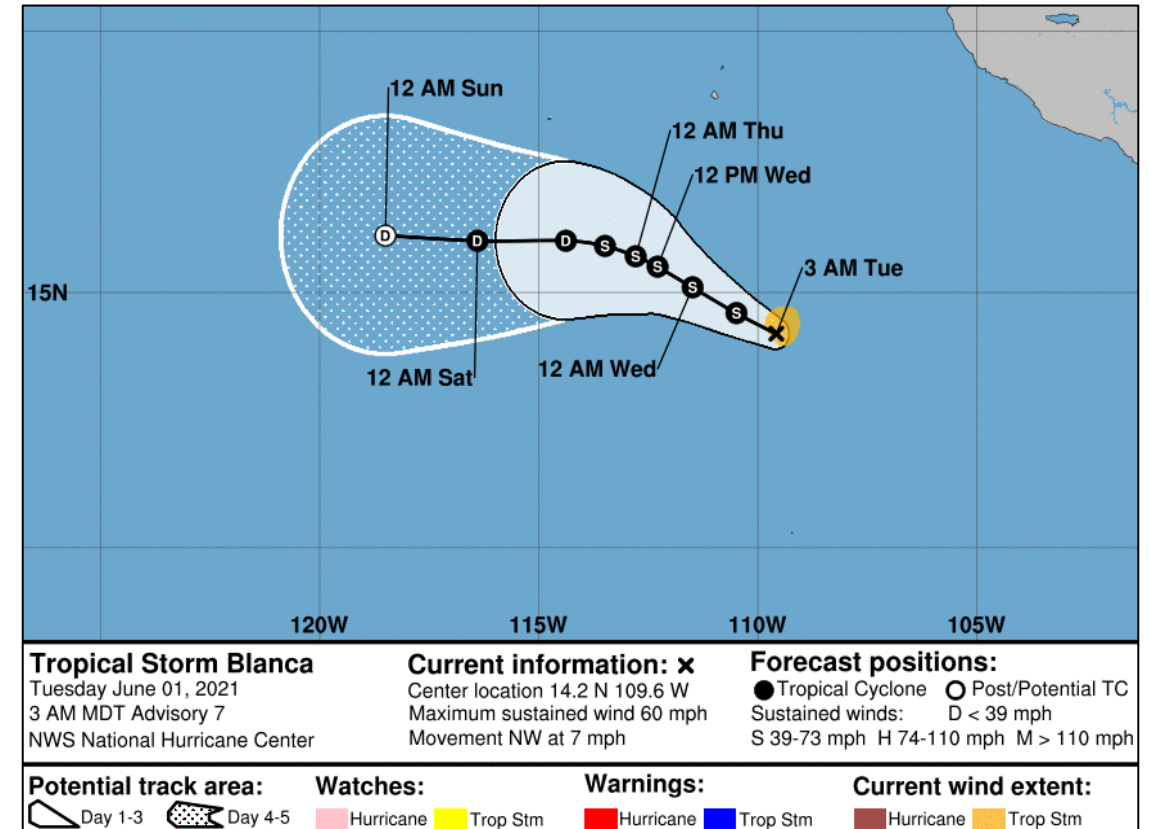 12 AM Sun
12 AM Thu
12 PM Wed
3 AM Tue
D
D
D
S
S
S
S
S
15N
12 AM Sat
12 AM Wed
120W
115W
110W
105W
Tropical Storm Blanca
Tuesday June 01, 2021
3 AM MDT Advisory 7
NWS National Hurricane Center
Current information: x
Center location 14.2 N 109.6 W
Maximum sustained wind 60 mph
Movement NW at 7 mph
Forecast positions:
Tropical Cyclone Post/Potential TC
Sustained winds: D < 39 mph
S 39-73 mph H 74-110 mph M > 110 mph
Potential track area:
Day 1-3 Day 4-5
Watches:
Hurricane Trop Stm
Warnings:
Hurricane Trop Stm
Current wind extent:
Hurricane Trop Stm